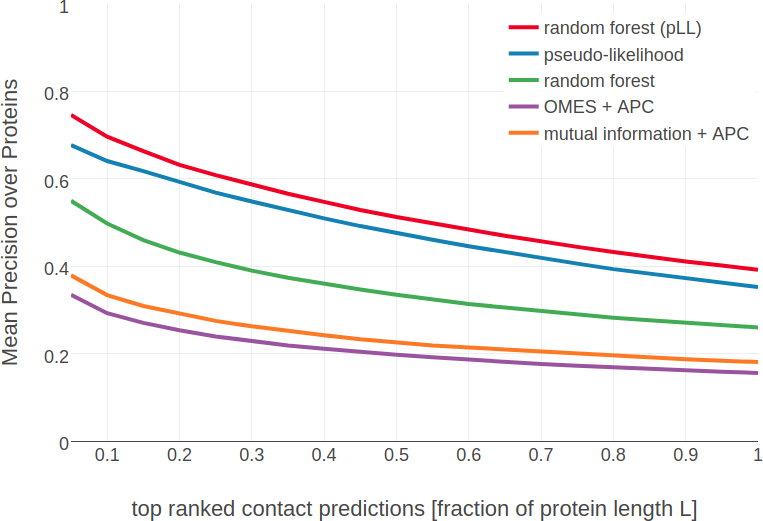 1
0.8
0.6
0.4
0.2
0
Mean Precision over Proteins
random forest (pLL)
pseudo-likelihood
random forest
OMES + APC
mutual information + APC
0.1 0.2 0.3 0.4 0.5 0.6 0.7 0.8 0.9 1
top ranked contact predictions [fraction of protein length L]